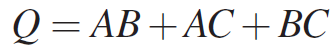 Q = AB + AC + BC